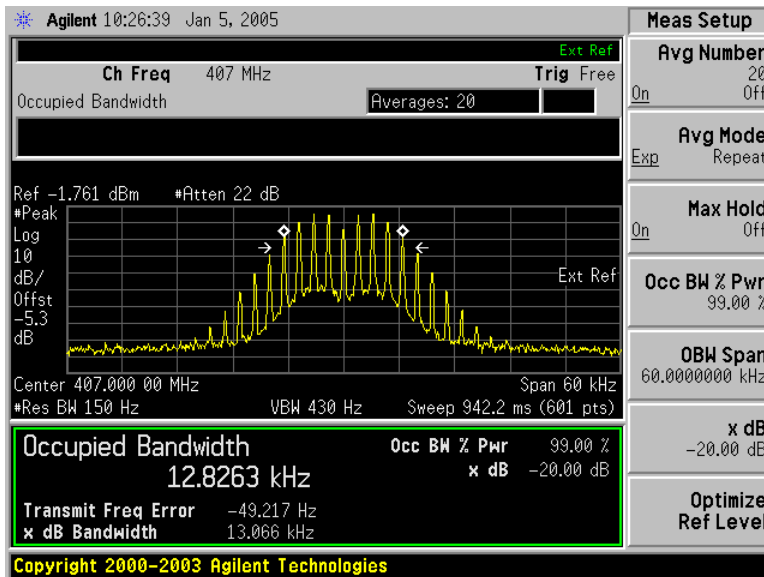 Agilent 10:26:39 Jan 5, 2005
Meas Setup
Ext Ref
Ch Freq 407 MHz Trig Free
Occupied Bandwidth Averages: 20
Ref -1.761 dBm #Atten 22 dB
#Peak
Log
10
dB/
Offst
-5.3
dB
Ext Ref
Center 407.000 00 MHz Span 60 kHz
#Res BW 150 Hz VBW 430 Hz Sweep 942.2 ms (601 pts)
Occupied Bandwidth
12.8263 kHz
Occ BW % Pwr 99.00 %
x dB -20.00 dB
Transmit Freq Error -49.217 Hz
x dB Bandwidth 13.066 kHz
Copyright 2000-2003 Agilent Technologies
Avg Number
20
On Off
Avg Mode
Exp Repeat
Max Hold
On Off
Occ BW % Pwr
99.00 %
OBW Span
60.0000000 kHz
x dB
-20.00 dB
Optimize
Ref Level